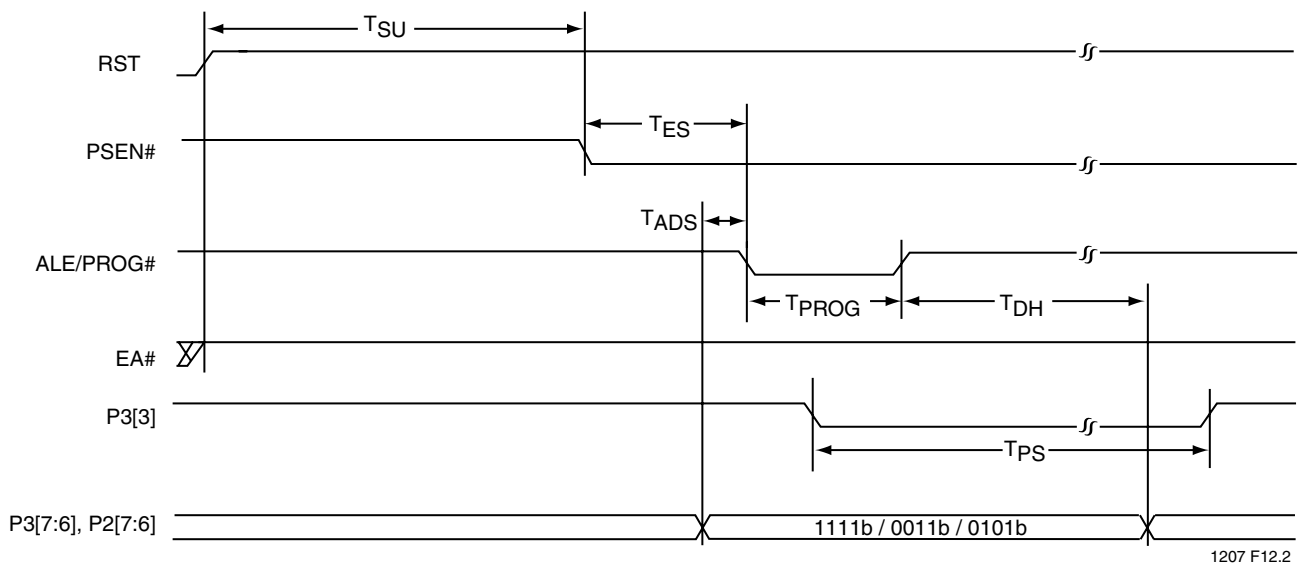 TSU
RST
TES
PSEN#
TADS
ALE/PROG#
TPROG
TDH
EA#
P3[3]
TPS
P3[7:6], P2[7:6]
1111b / 0011b / 0101b
1207 F12.2